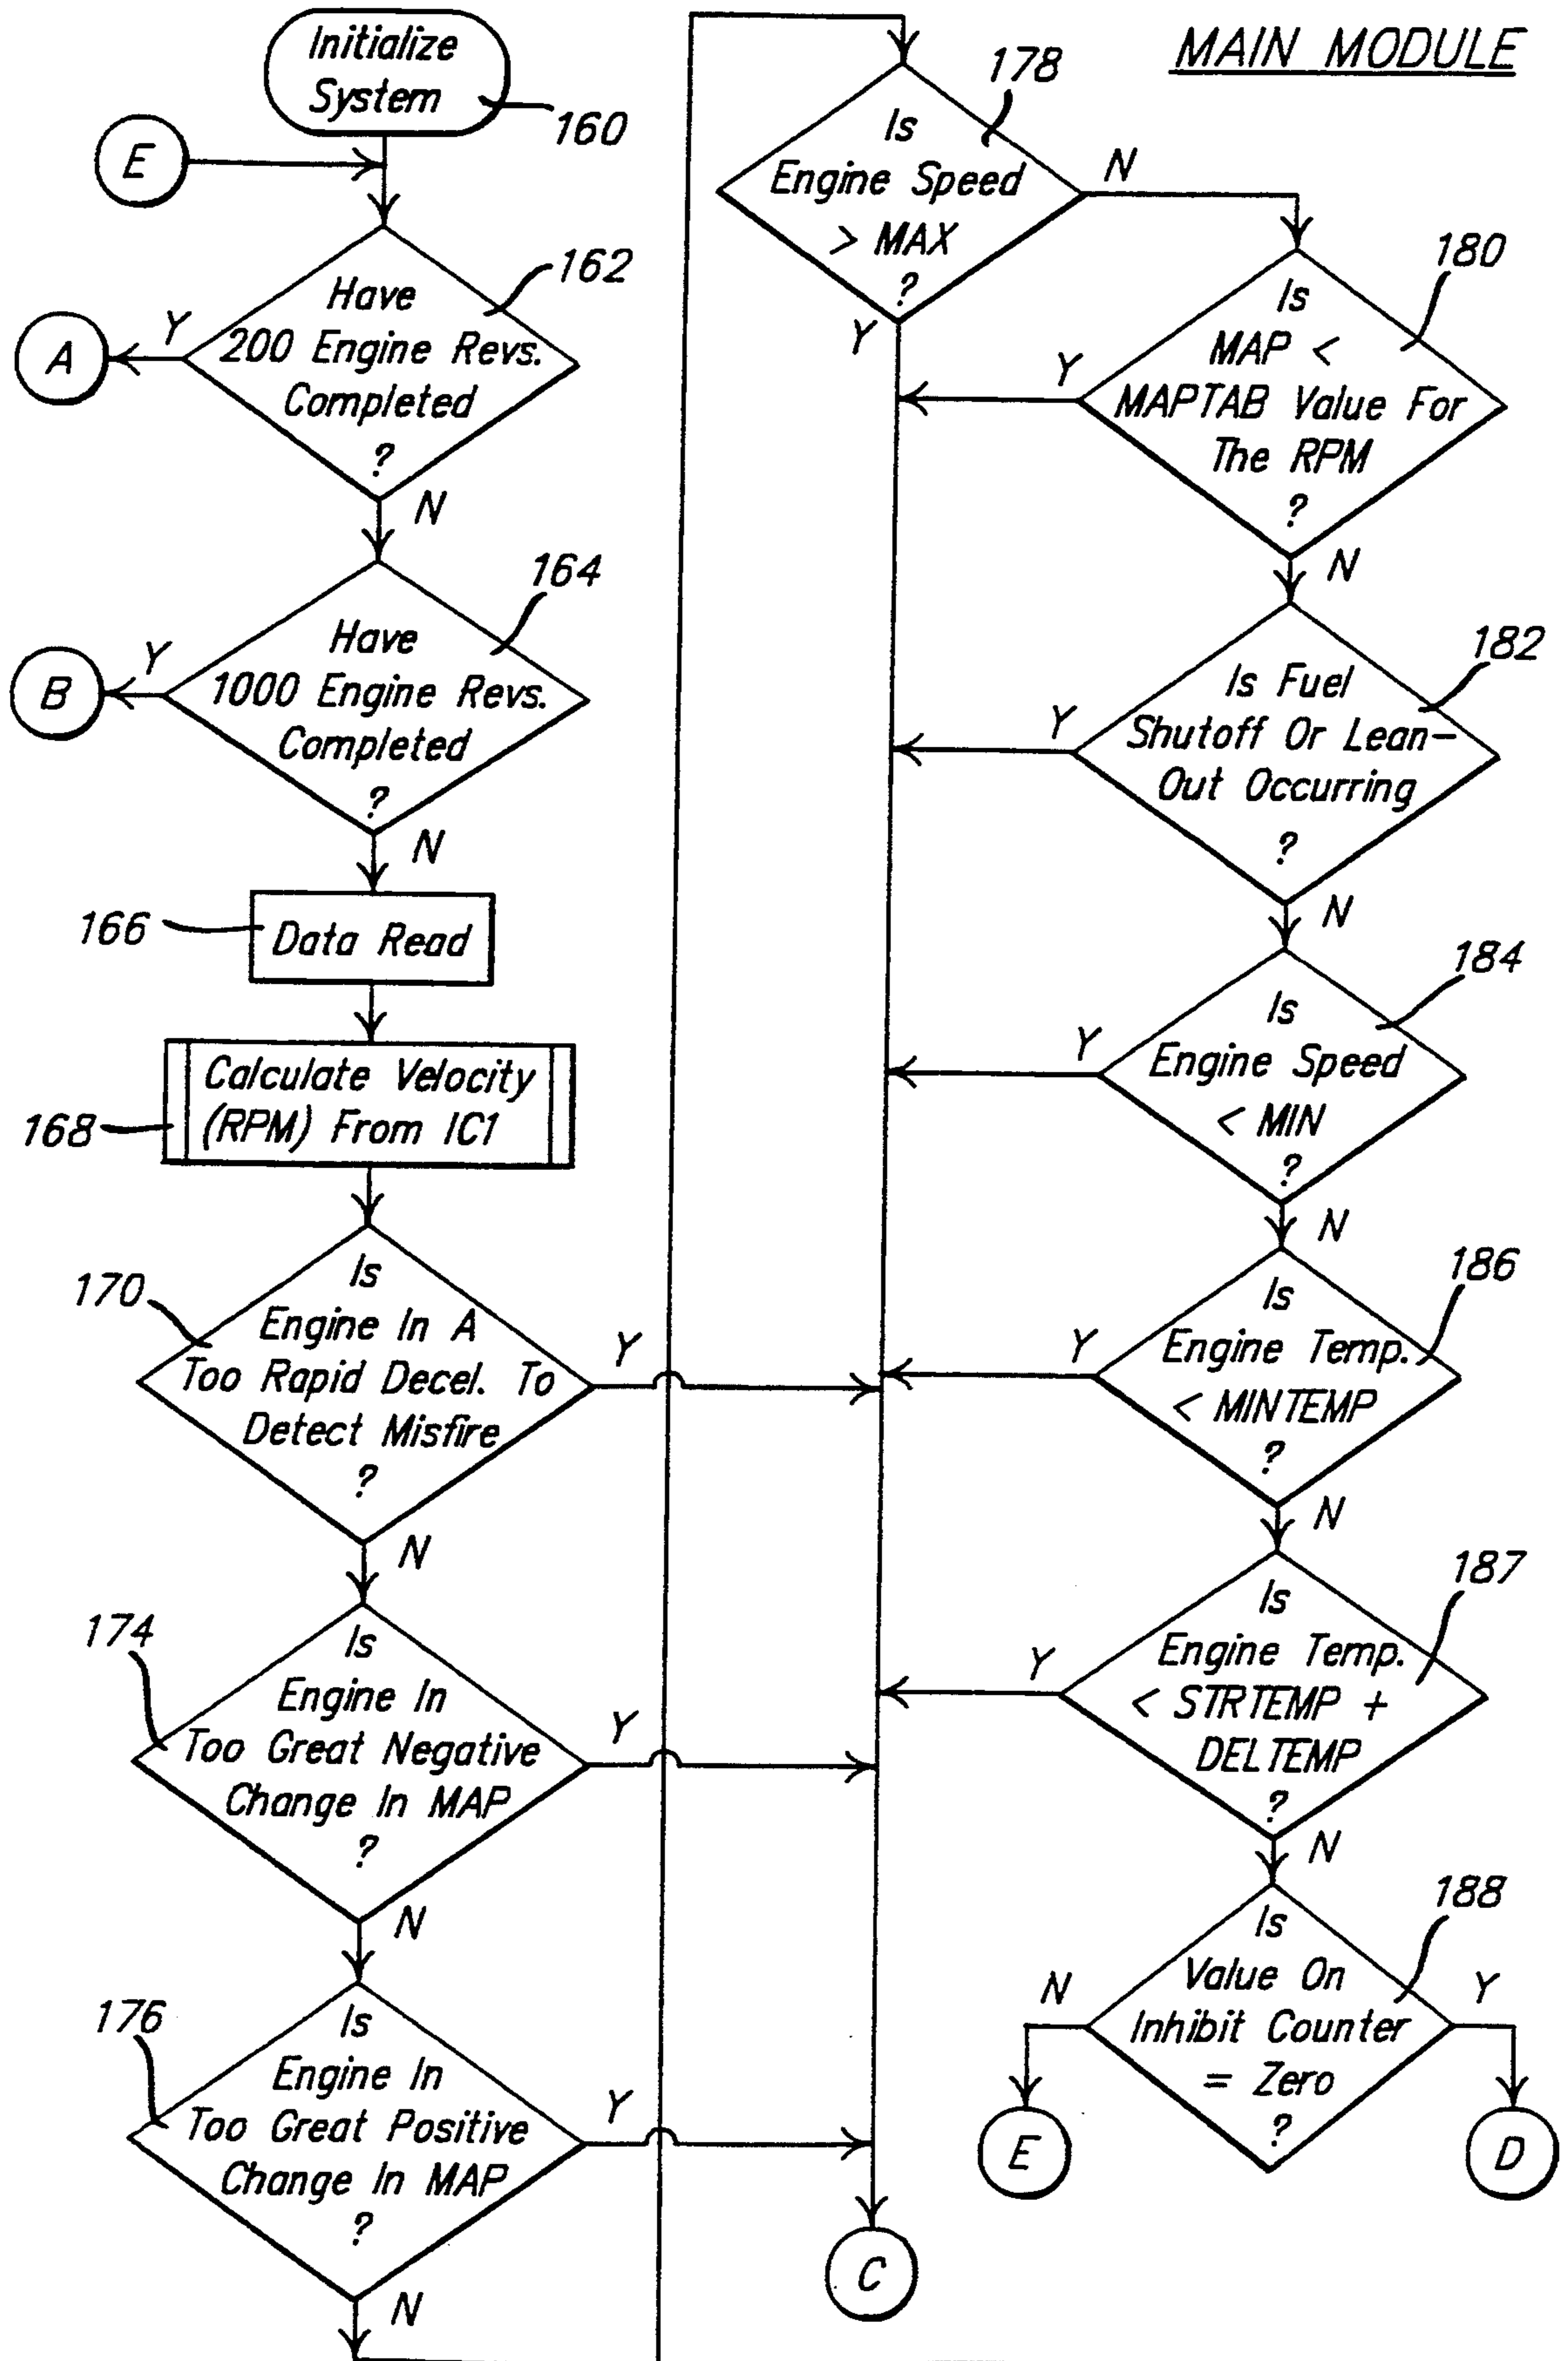 MAIN MODULE
Initialize
System
160
E
Have
200 Engine Revs.
Completed
?
162
Y
A
N
Have
1000 Engine Revs.
Completed
?
164
Y
B
N
Data Read
166
Calculate Velocity
(RPM) From IC1
168
Is
Engine In A
Too Rapid Decel. To
Detect Misfire
?
170
Y
N
Is
Engine In
Too Great Negative
Change In MAP
?
174
Y
N
Is
Engine In
Too Great Positive
Change In MAP
?
176
Y
N
Is
Engine Speed
> MAX
?
178
N
Y
Is
MAP <
MAPTAB Value For
The RPM
?
180
Y
N
Is Fuel
Shutoff Or Lean-
Out Occurring
?
182
Y
N
Is
Engine Speed
< MIN
?
184
Y
N
Is
Engine Temp.
< MINTEMP
?
186
Y
N
Is
Engine Temp.
< STRTEMP +
DELTEMP
?
187
Y
N
Is
Value On
Inhibit Counter
= Zero
?
188
N
Y
E
D
C